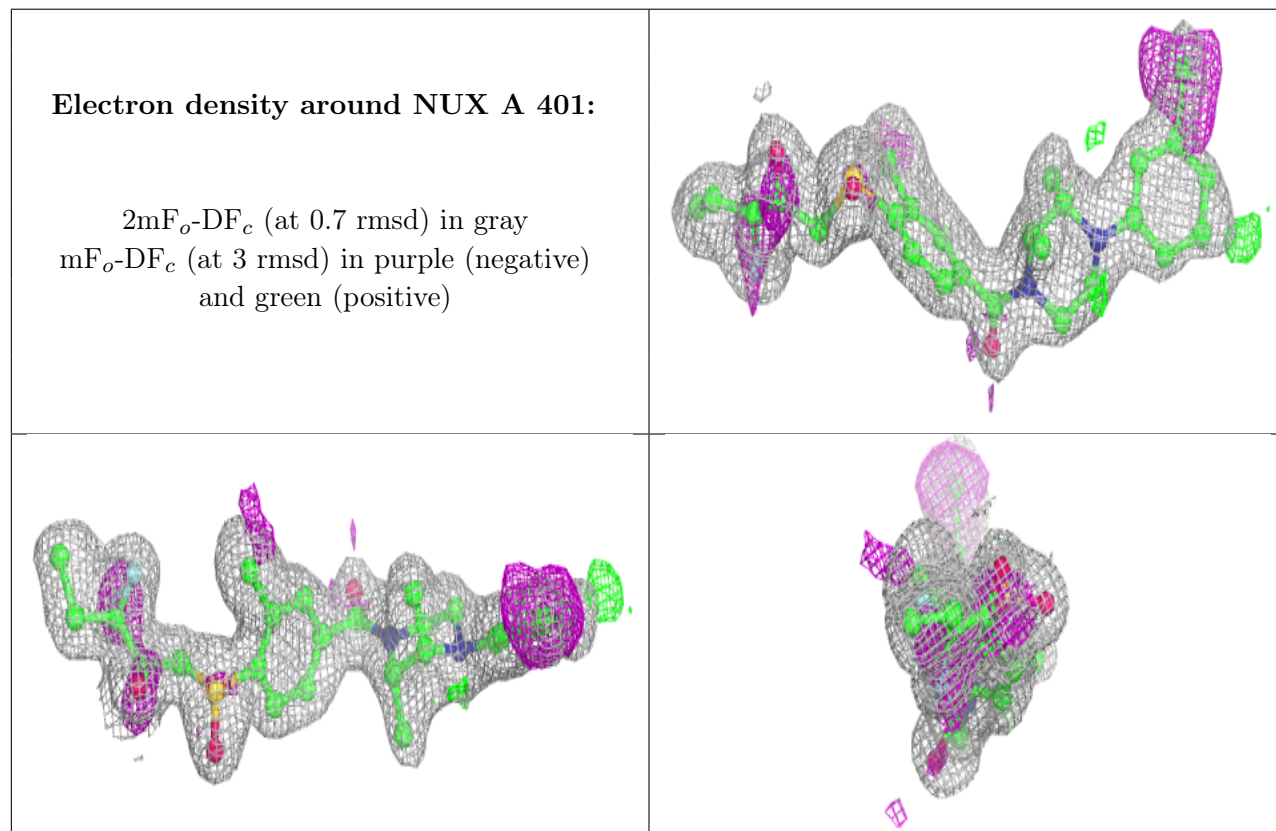 Electron density around NUX A 401:
2mFₒ-DF𝒸 (at 0.7 rmsd) in gray
mFₒ-DF𝒸 (at 3 rmsd) in purple (negative)
and green (positive)